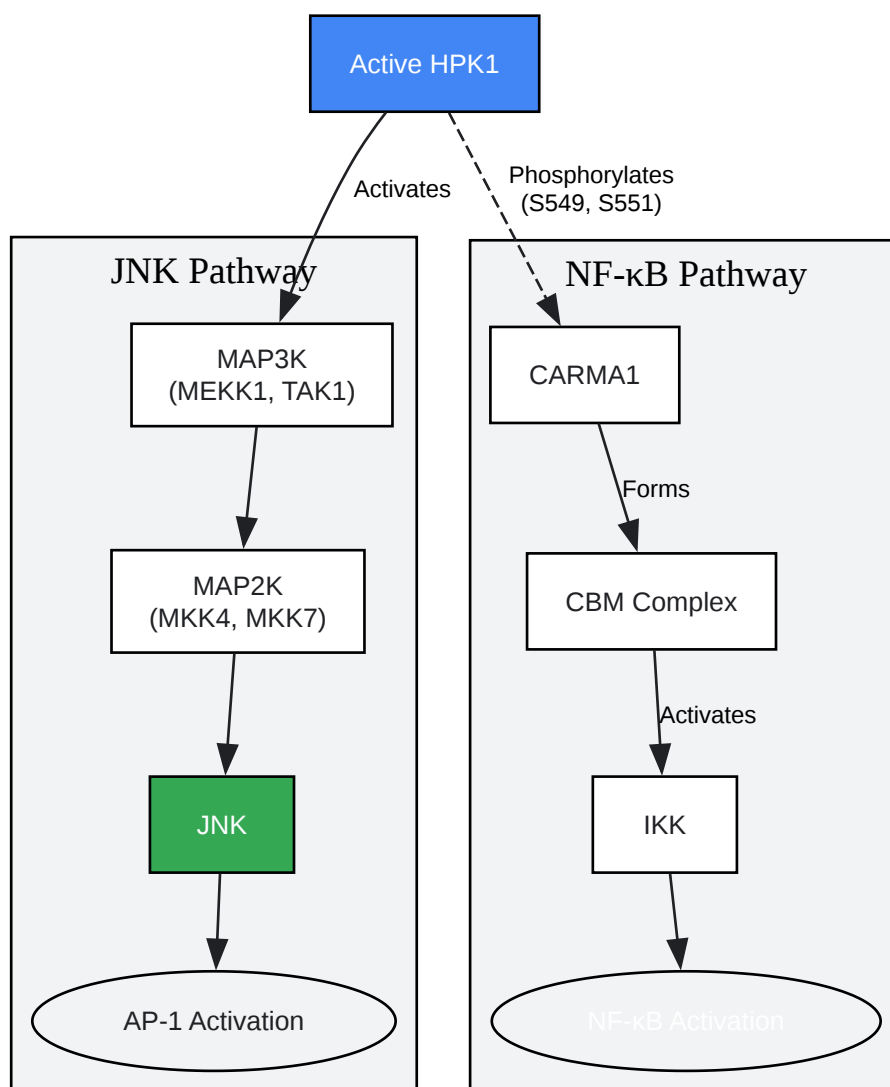 Active HPK1
Activates
Phosphorylates
(S549, S551)
JNK Pathway
MAP3K
(MEKK1, TAK1)
MAP2K
(MKK4, MKK7)
JNK
AP-1 Activation
NF-κB Pathway
CARMA1
Forms
CBM Complex
Activates
IKK
NF-κB Activation